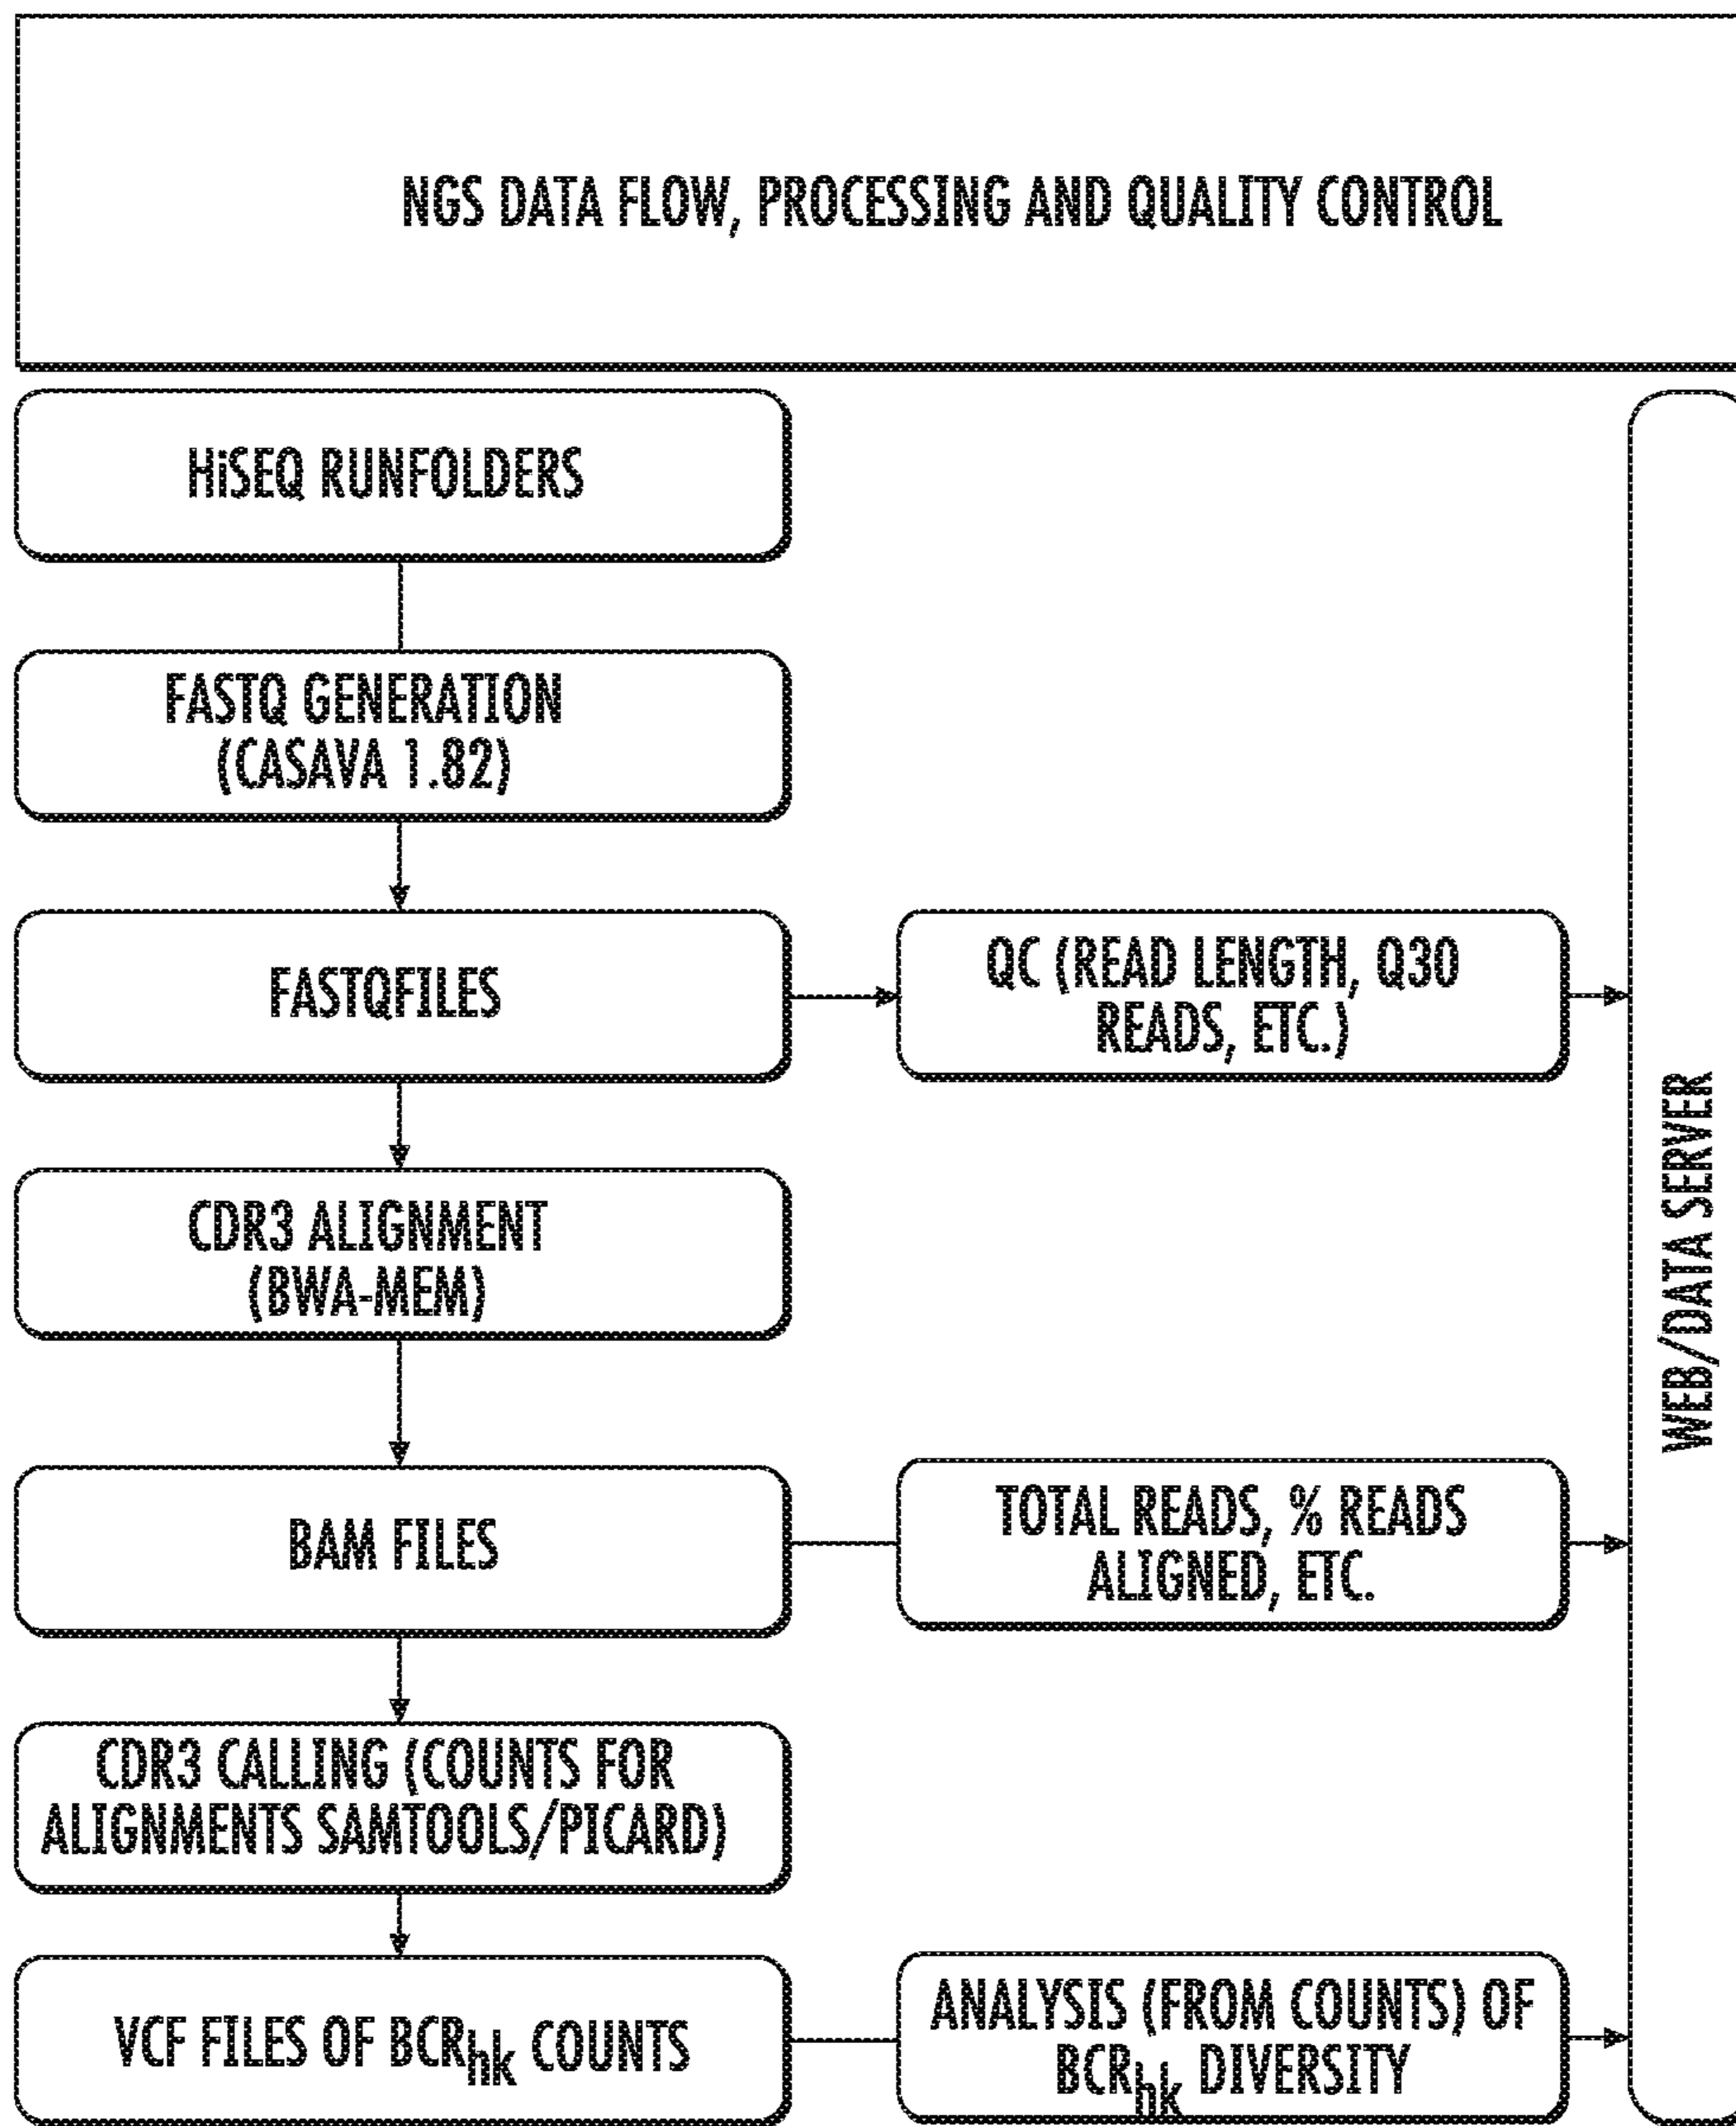 NGS DATA FLOW, PROCESSING AND QUALITY CONTROL
HiSEQ RUNFOLDERS
FASTQ GENERATION
(CASAVA 1.82)
FASTQFILES
QC (READ LENGTH, Q30
READS, ETC.)
CDR3 ALIGNMENT
(BWA-MEM)
BAM FILES
TOTAL READS, % READS
ALIGNED, ETC.
CDR3 CALLING (COUNTS FOR
ALIGNMENTS SAMTOOLS/PICARD)
VCF FILES OF BCRhk COUNTS
ANALYSIS (FROM COUNTS) OF
BCRhk DIVERSITY
WEB/DATA SERVER